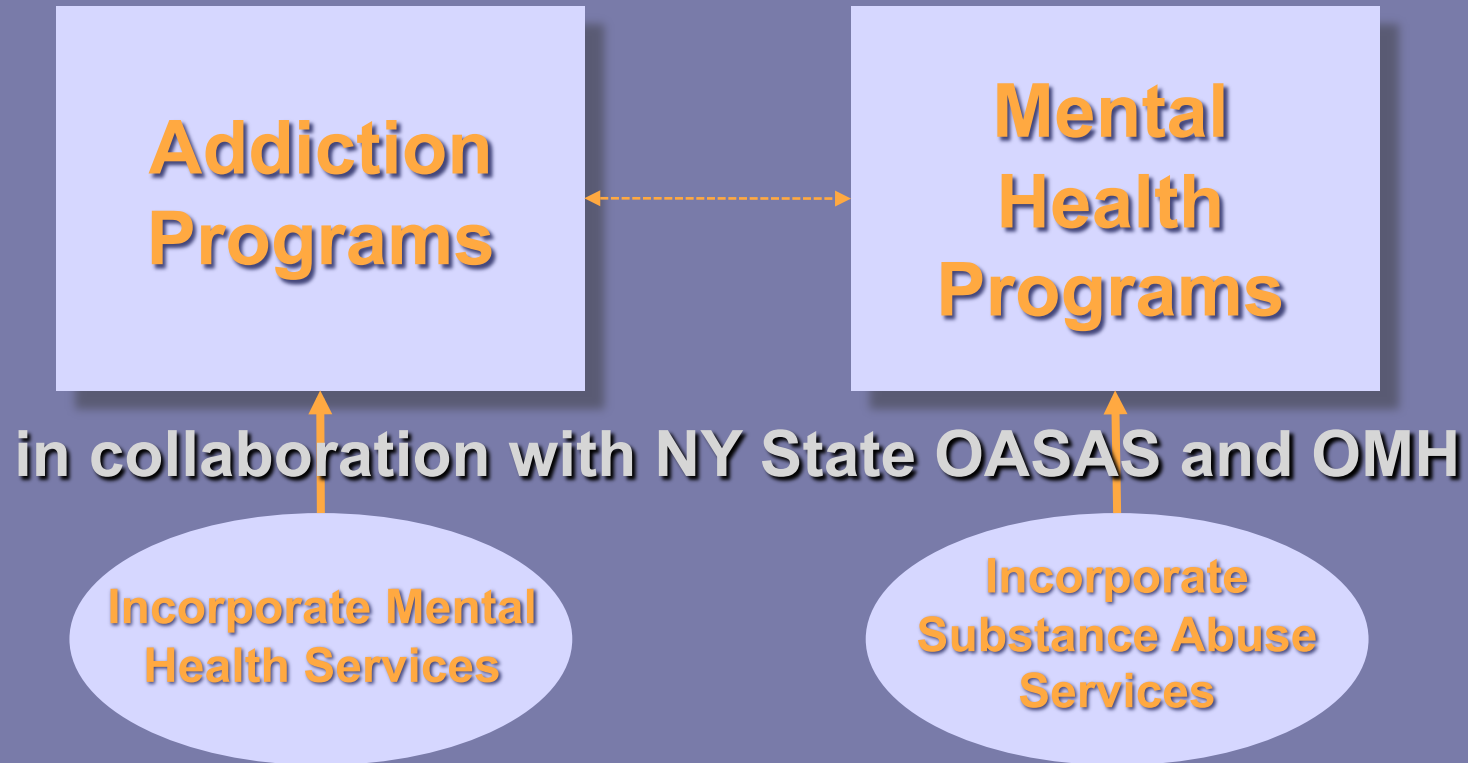 Addiction
Programs
Mental
Health
Programs
in collaboration with NY State OASAS and OMH
Incorporate Mental
Health Services
Incorporate
Substance Abuse
Services